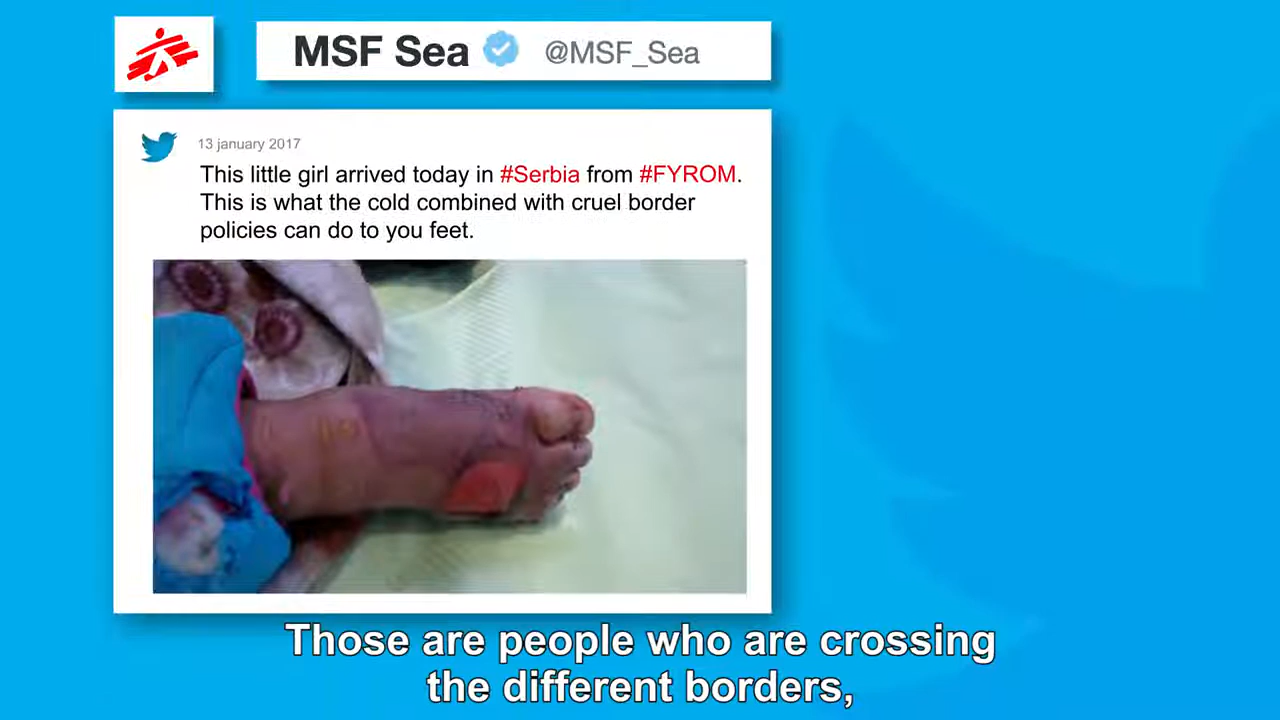 MSF Sea @MSF_Sea
13 january 2017
This little girl arrived today in #Serbia from #FYROM.
This is what the cold combined with cruel border
policies can do to you feet.
Those are people who are crossing
the different borders,